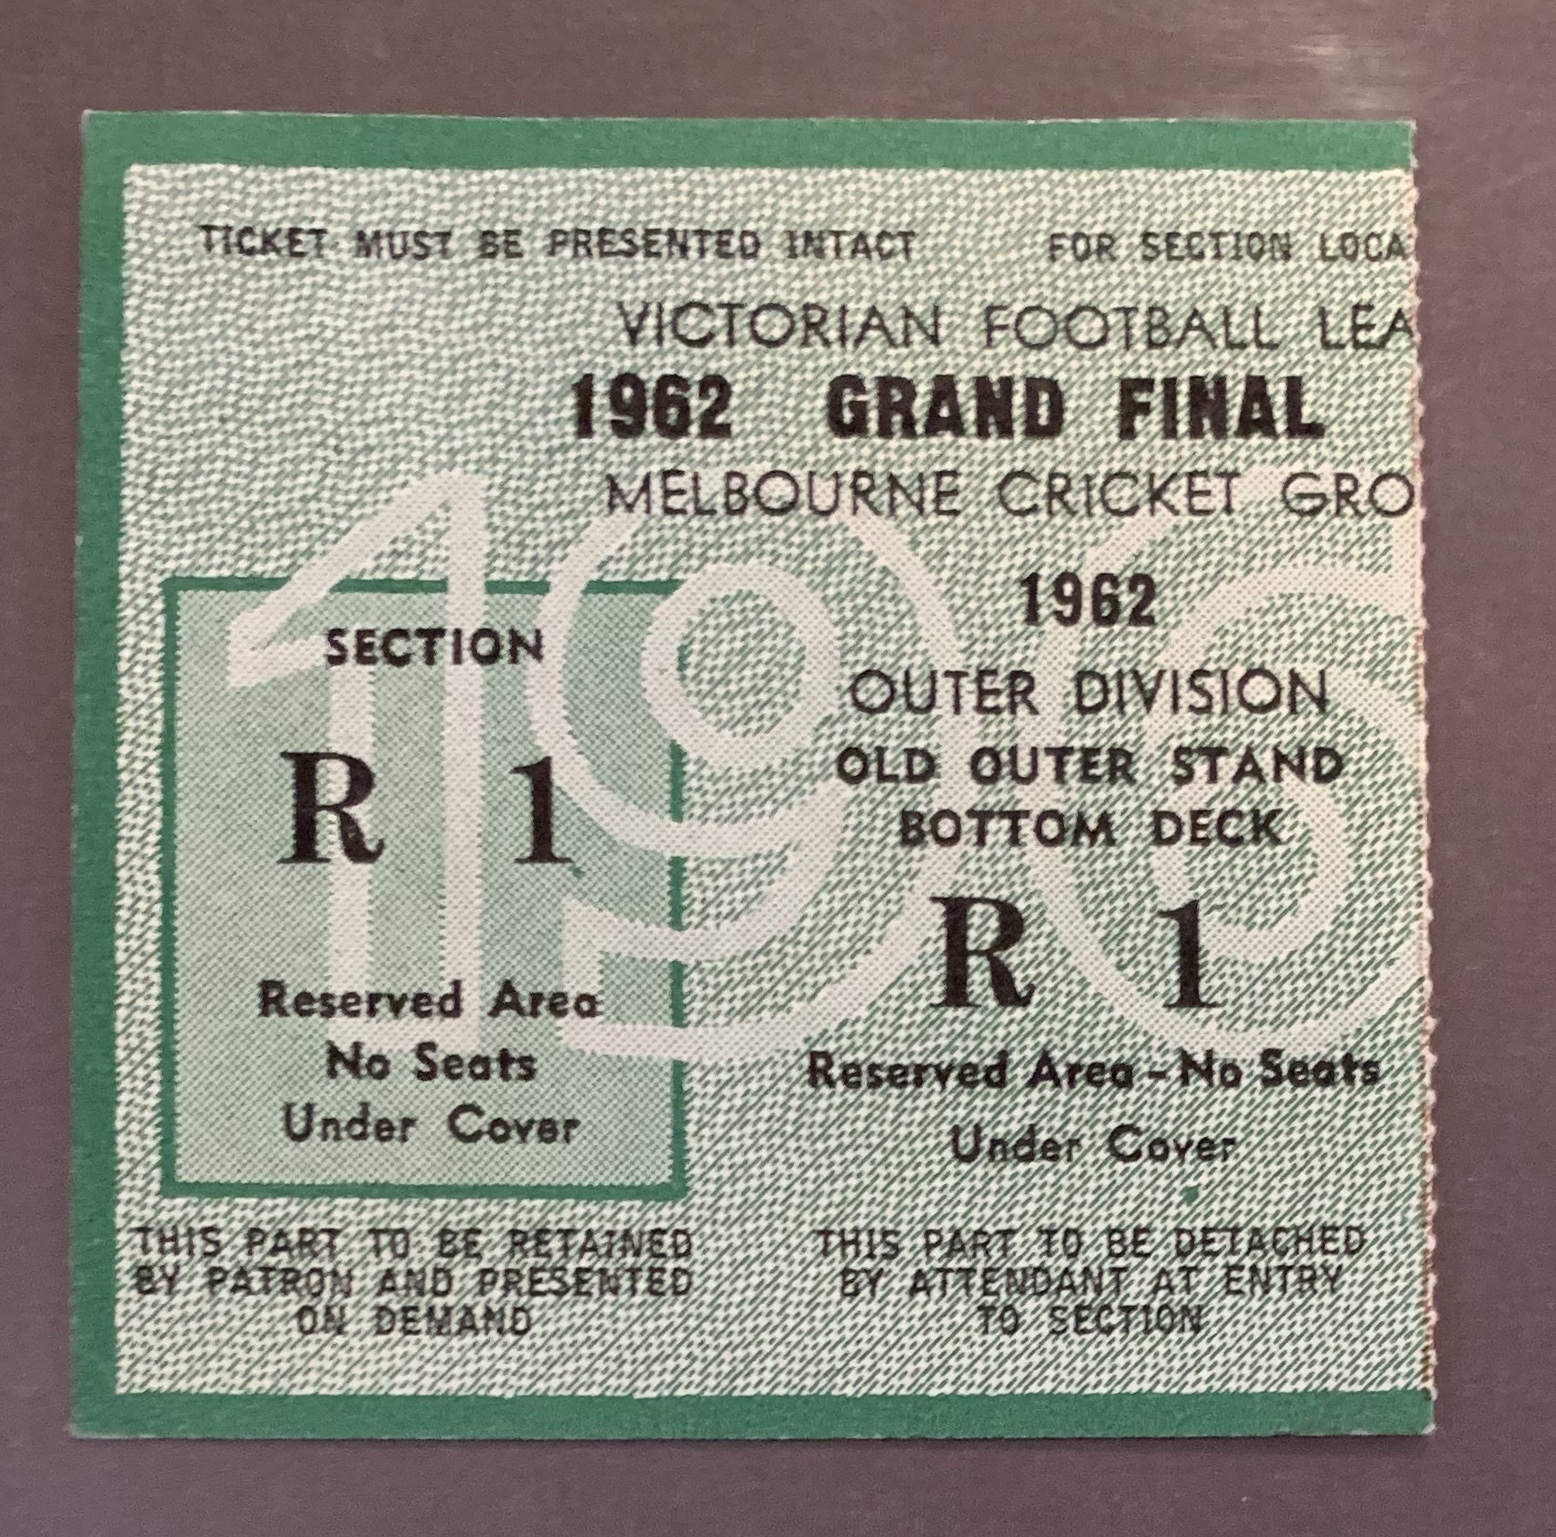 TICKET MUST BE PRESENTED INTACT FOR SECTION LOCA
VICTORIAN FOOTBALL LEA
1962 GRAND FINAL
MELBOURNE CRICKET GRO
196
SECTION
R 1
Reserved Area
No Seats
Under Cover
THIS PART TO BE RETAINED
BY PATRON AND PRESENTED
ON DEMAND
1962
OUTER DIVISION
OLD OUTER STAND
BOTTOM DECK
R 1
Reserved Area - No Seats
Under Cover
THIS PART TO BE DETACHED
BY ATTENDANT AT ENTRY
TO SECTION